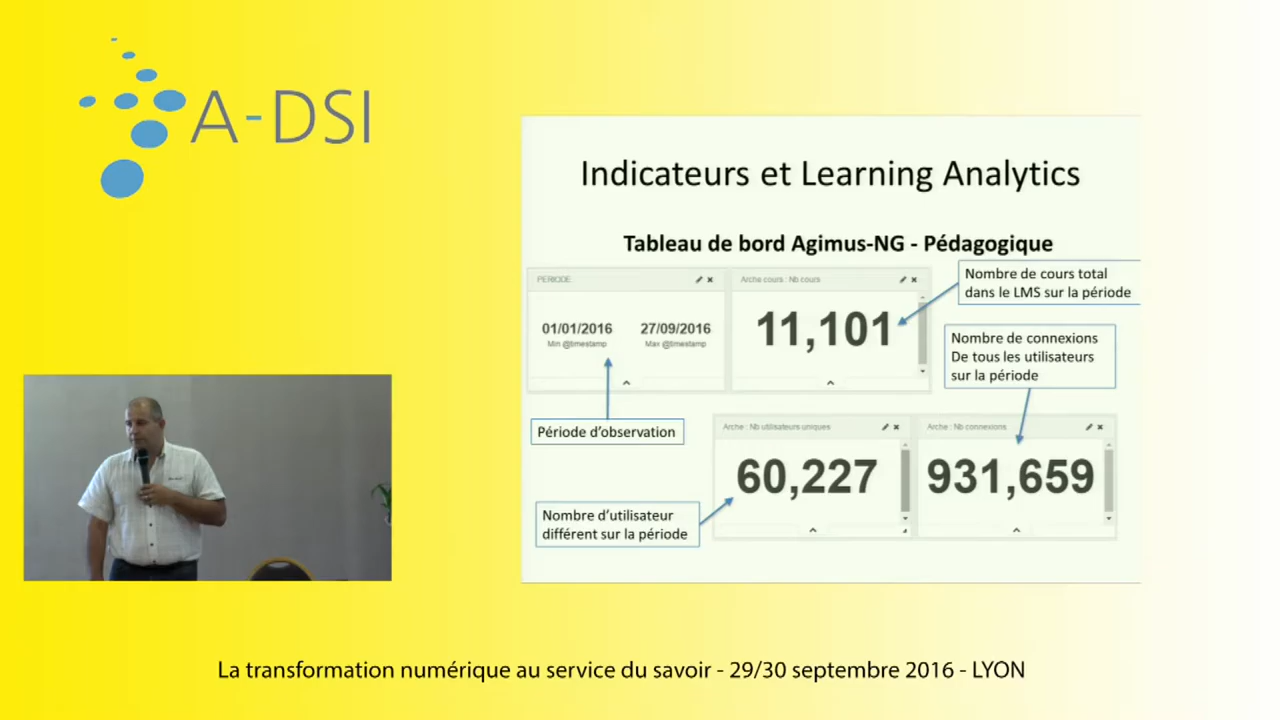 A-DSI
Indicateurs et Learning Analytics
Tableau de bord Agimus-NG - Pédagogique
PERIODE
Arche cours : Nb cours
Nombre de cours total
dans le LMS sur la période
01/01/2016
27/09/2016
Min @timestamp
Max @timestamp
11,101
Nombre de connexions
De tous les utilisateurs
sur la période
Période d'observation
Arche : Nb utilisateurs uniques
Arche : Nb connexions
60,227
931,659
Nombre d'utilisateur
différent sur la période
La transformation numérique au service du savoir - 29/30 septembre 2016 - LYON